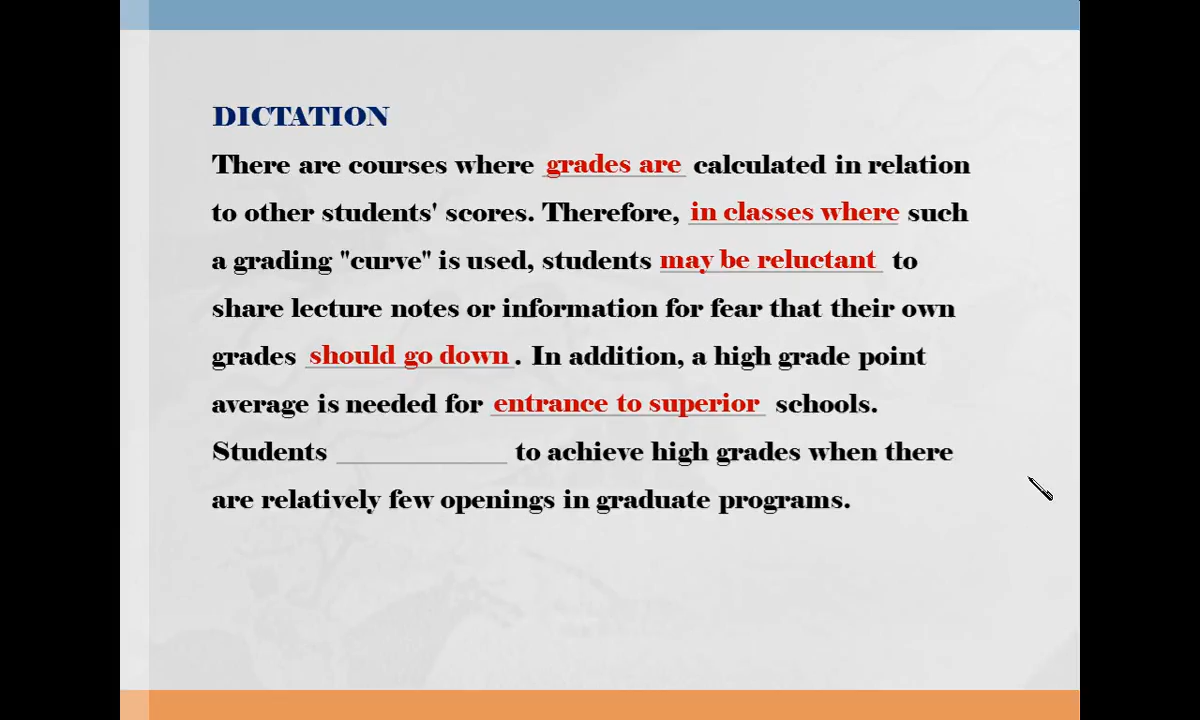 DICTATION
There are courses where grades are calculated in relation
to other students' scores. Therefore, in classes where such
a grading "curve" is used, students may be reluctant to
share lecture notes or information for fear that their own
grades should go down. In addition, a high grade point
average is needed for entrance to superior schools.
Students ____________ to achieve high grades when there
are relatively few openings in graduate programs.